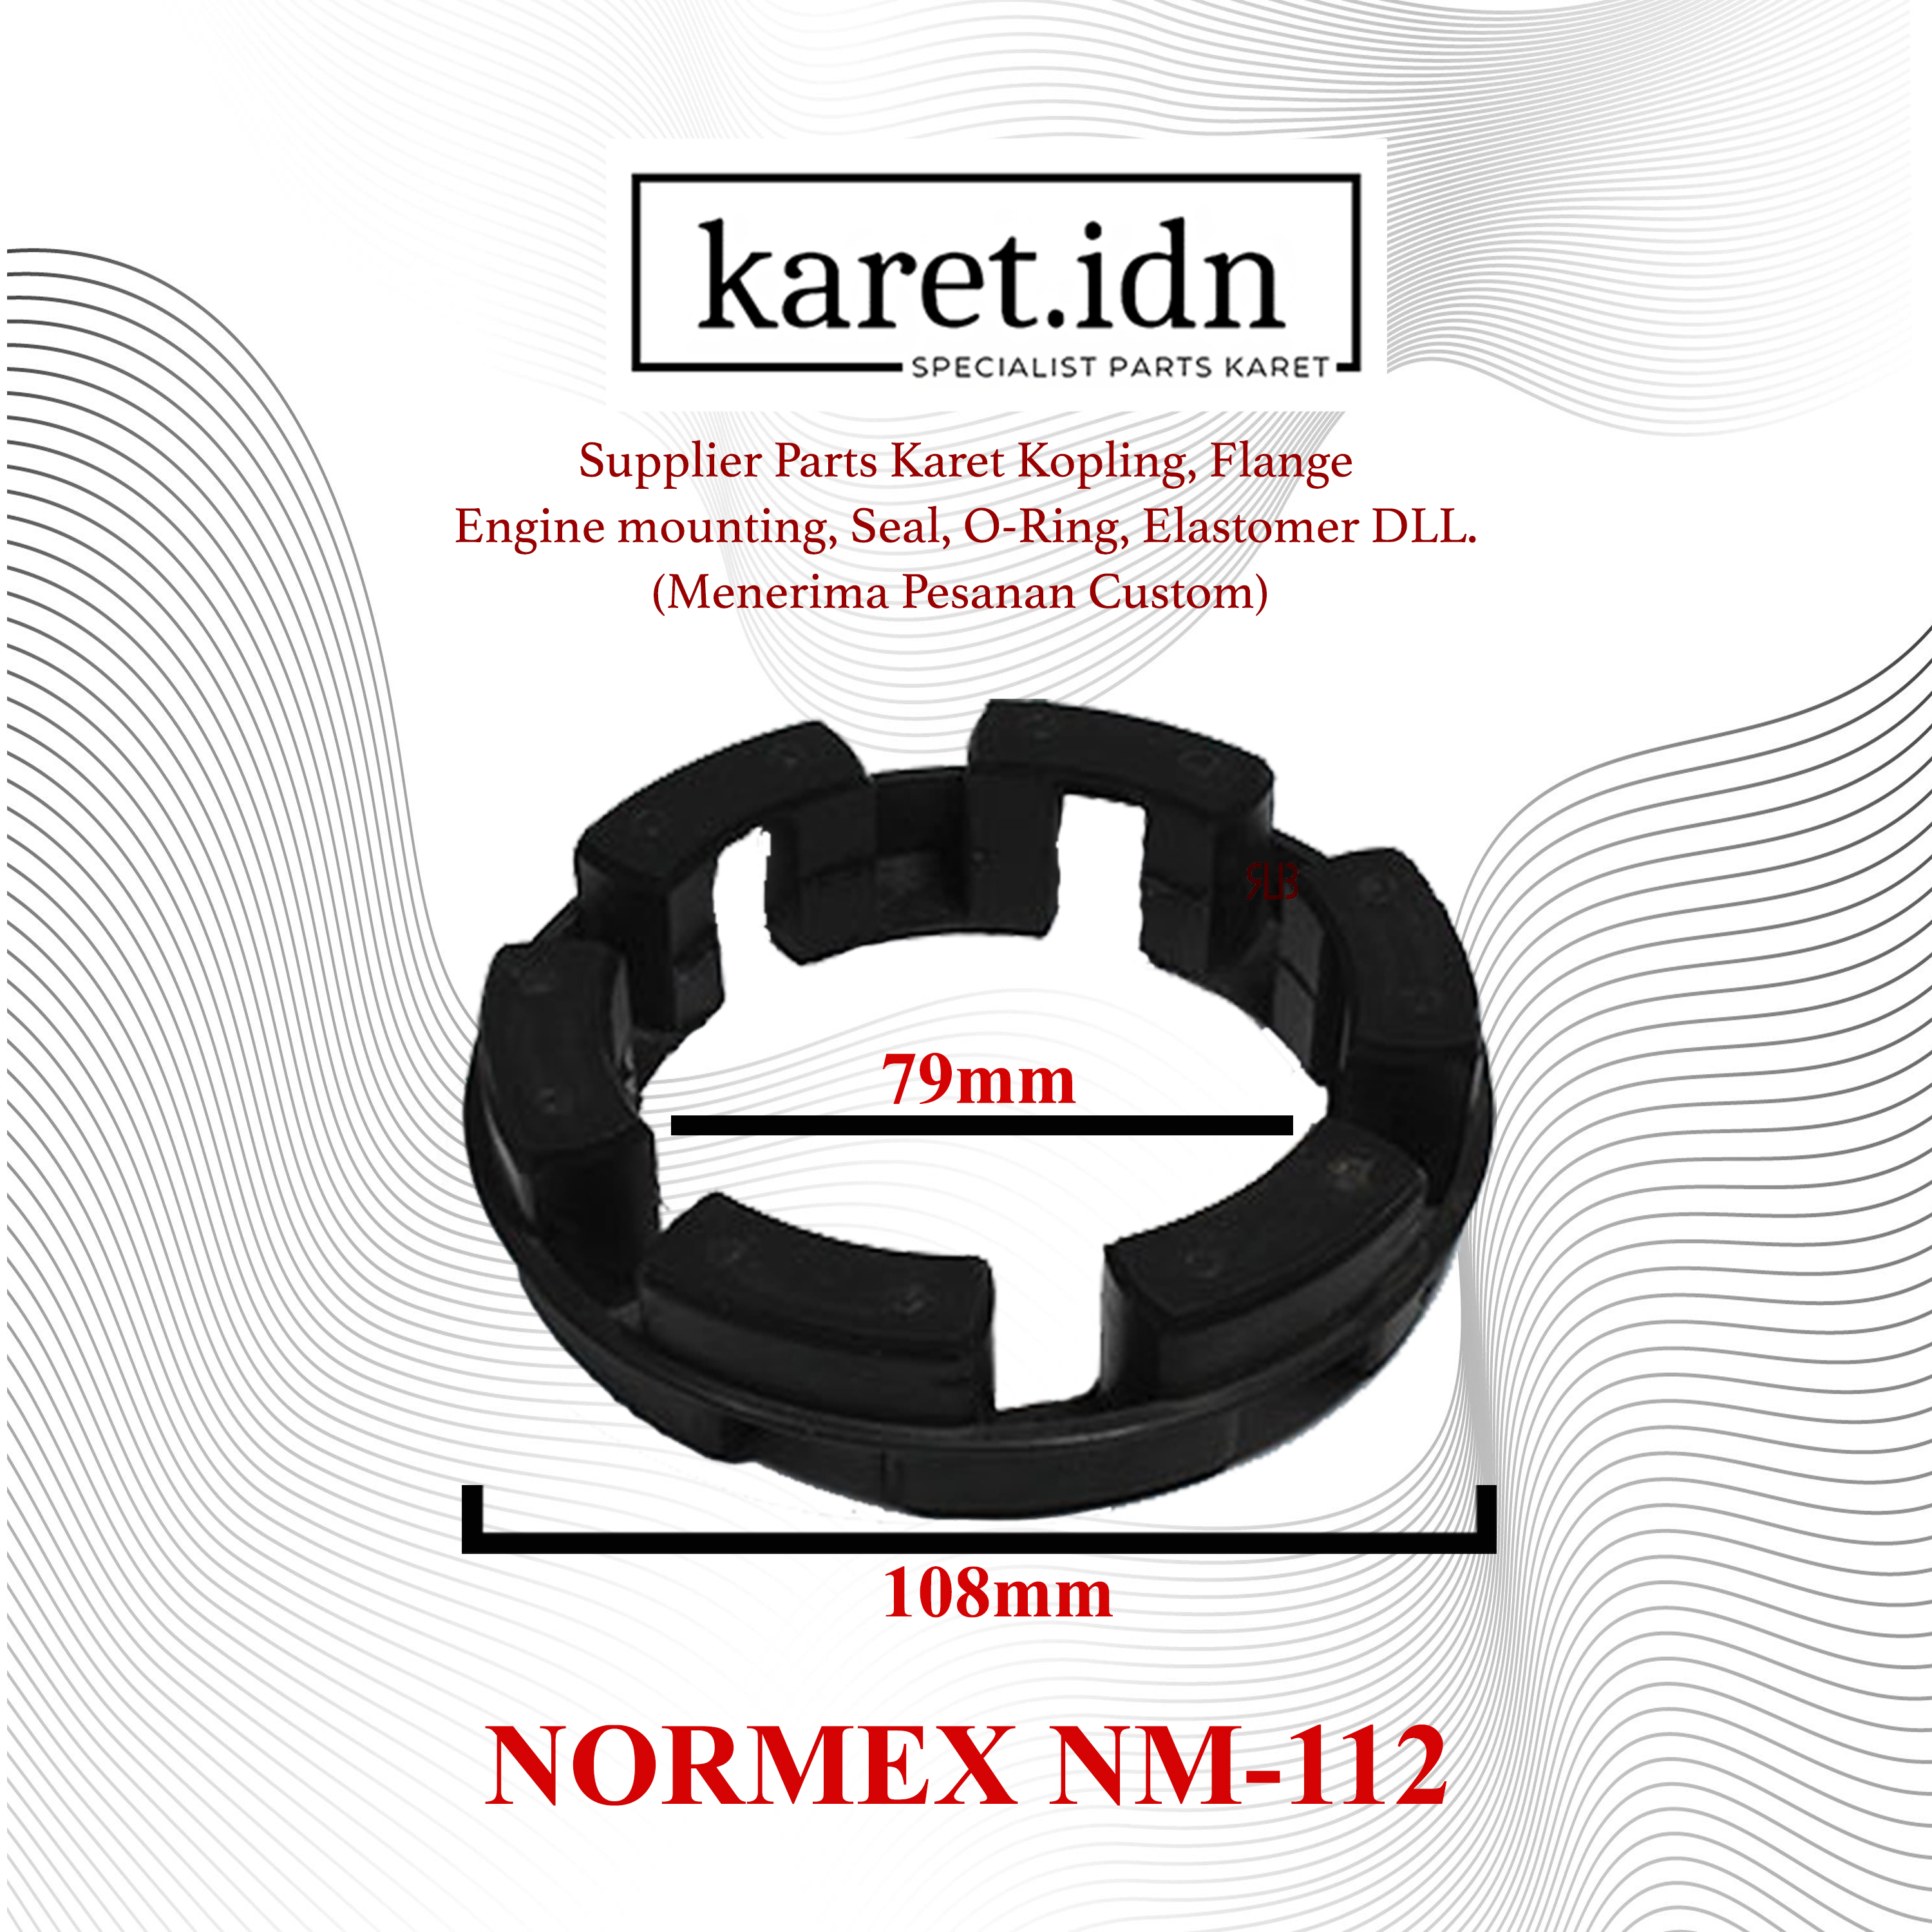 karet.idn
SPECIALIST PARTS KARET
Supplier Parts Karet Kopling, Flange
Engine mounting, Seal, O-Ring, Elastomer DLL.
(Menerima Pesanan Custom)
79mm
108mm
NORMEX NM-112